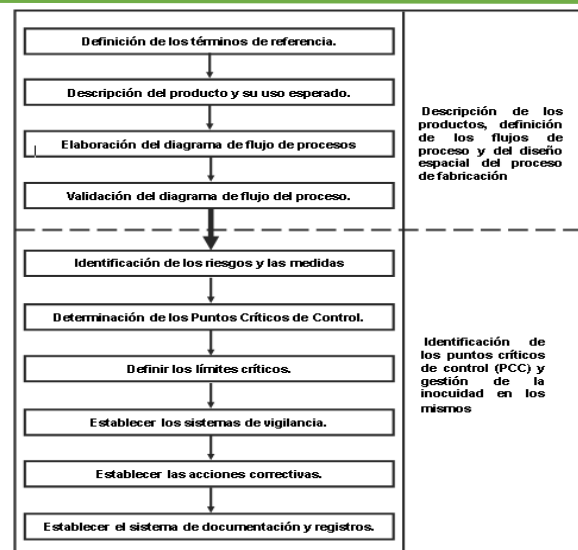 Definición de los términos de referencia.
Descripción del producto y su uso esperado.
Elaboración del diagrama de flujo de procesos
Validación del diagrama de flujo del proceso.
Descripción de los
productos, definición
de los flujos de
proceso y del diseño
espacial del proceso
de fabricación
Identificación de los riesgos y las medidas
Determinación de los Puntos Críticos de Control.
Definir los límites críticos.
Establecer los sistemas de vigilancia.
Establecer las acciones correctivas.
Establecer el sistema de documentación y registros.
Identificación de
los puntos críticos
de control (PCC) y
gestión de la
inocuidad en los
mismos